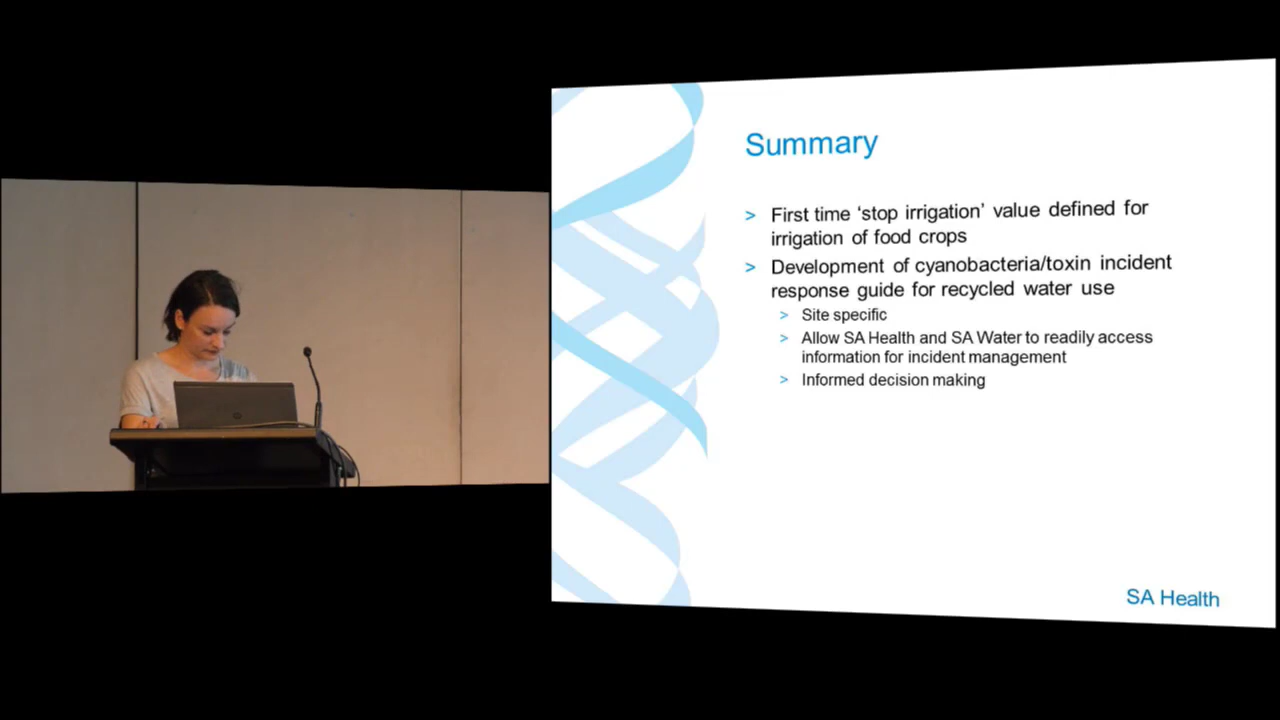 Summary
> First time ‘stop irrigation’ value defined for
irrigation of food crops
> Development of cyanobacteria/toxin incident
response guide for recycled water use
> Site specific
> Allow SA Health and SA Water to readily access
information for incident management
> Informed decision making
SA Health